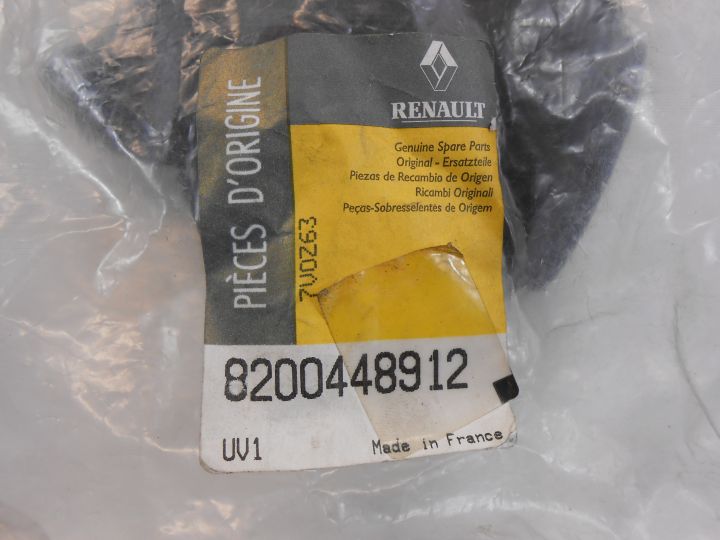 PIÈCES D'ORIGINE
RENAULT
Genuine Spare Parts
Original - Ersatzteile
Piezas de Recambio de Origen
Ricambi Originali
Peças-Sobresselentes de Origem
7V0Z63
8200448912
UV1
Made in France